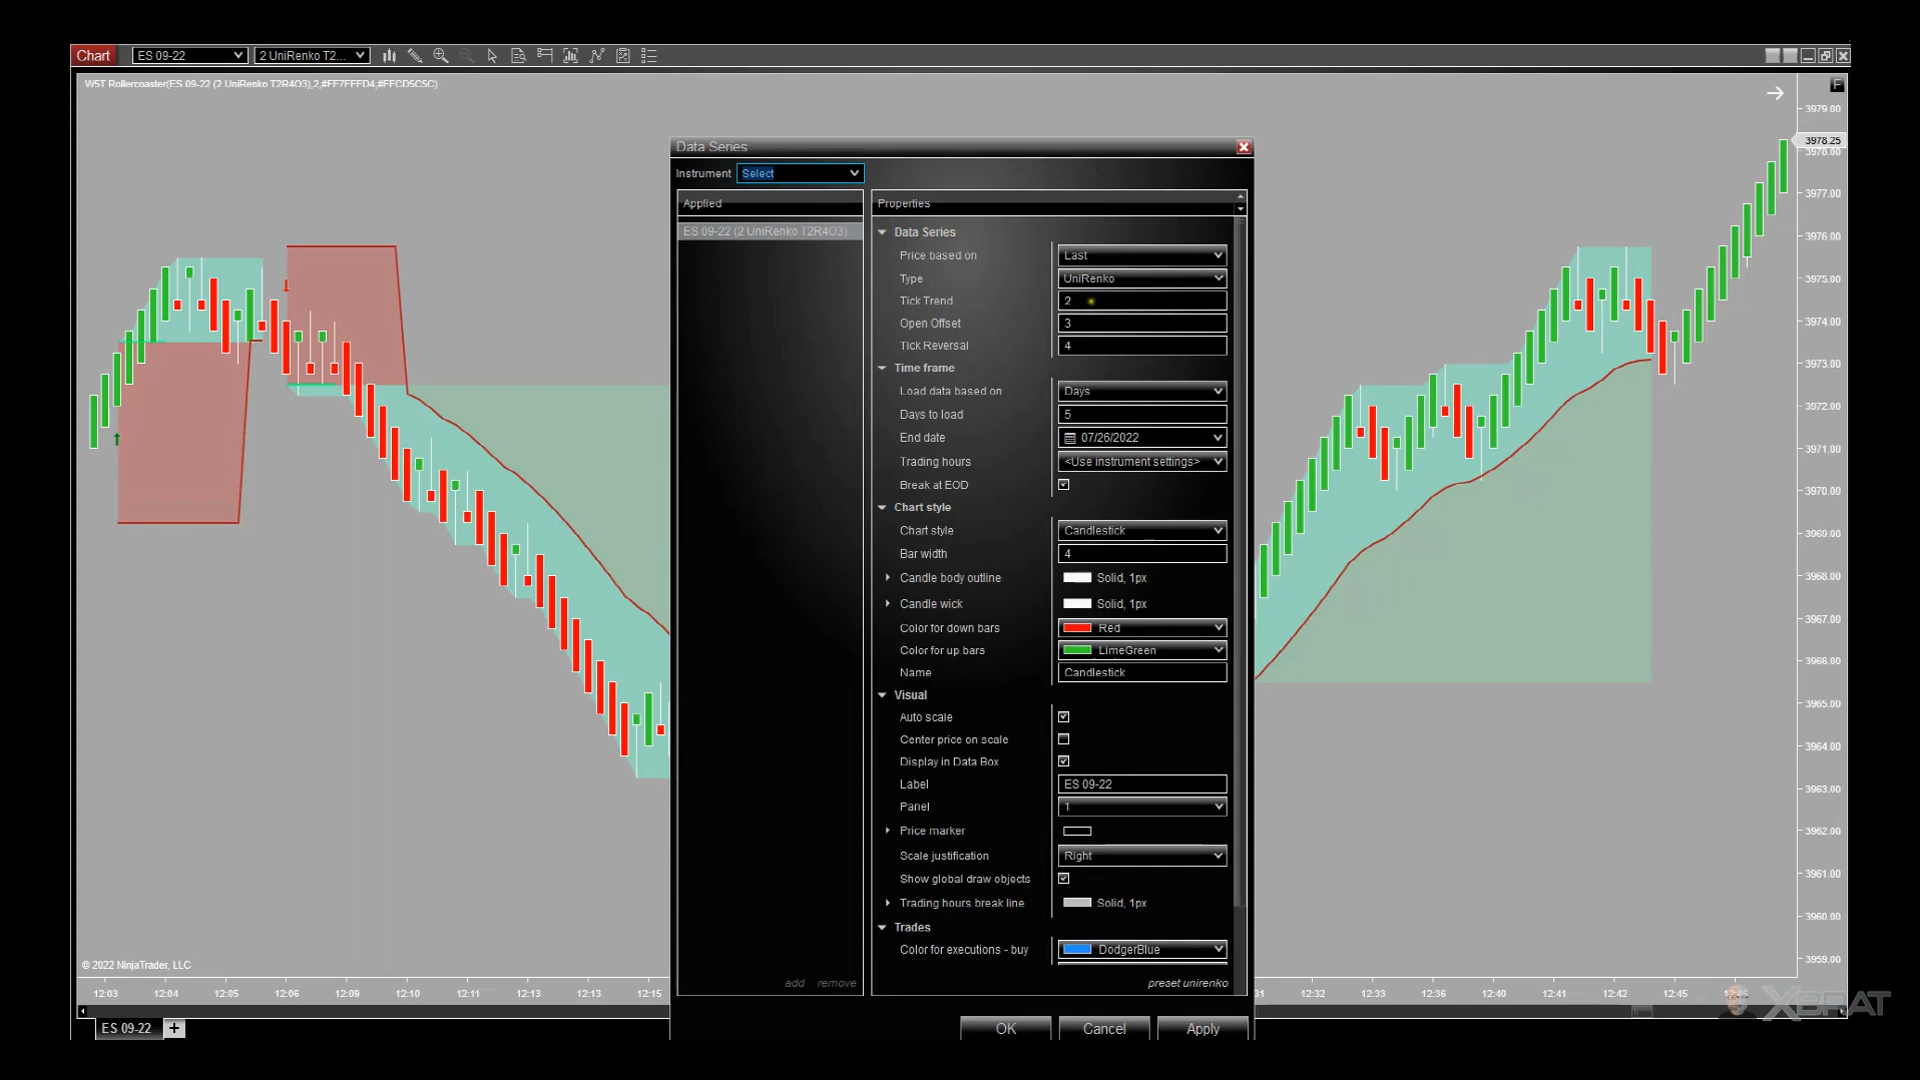 Chart ES 09-22 2 UniRenko T2...
W5T Rollercoaster(ES 09-22 (2 UniRenko T2R4O3),2,#FF7FFFD4,#FFCD5C5C)
F
Data Series
Instrument Select
Applied
ES 09-22 (2 UniRenko T2R4O3)
Properties
Data Series
Price based on Last
Type UniRenko
Tick Trend 2
Open Offset 3
Tick Reversal 4
Time frame
Load data based on Days
Days to load 5
End date 07/26/2022
Trading hours <Use instrument settings>
Break at EOD
Chart style
Chart style Candlestick
Bar width 4
Candle body outline Solid, 1px
Candle wick Solid, 1px
Color for down bars Red
Color for up bars LimeGreen
Name Candlestick
Visual
Auto scale
Center price on scale
Display in Data Box
Label ES 09-22
Panel 1
Price marker
Scale justification Right
Show global draw objects
Trading hours break line Solid, 1px
Trades
Color for executions - buy DodgerBlue
add remove
preset unirenko
OK Cancel Apply
3979.00
3978.25
3978.00
3977.00
3976.00
3975.00
3974.00
3973.00
3972.00
3971.00
3970.00
3969.00
3968.00
3967.00
3966.00
3965.00
3964.00
3963.00
3962.00
3961.00
3960.00
3959.00
© 2022 NinjaTrader, LLC
12:03 12:04 12:05 12:06 12:09 12:10 12:11 12:13 12:13 12:15 31 12:32 12:33 12:36 12:40 12:41 12:42 12:45
ES 09-22 +
XBRAT